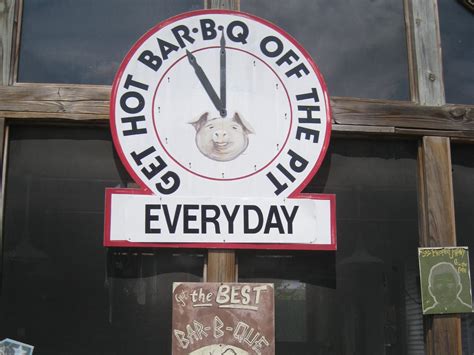 GET HOT BAR·B·Q OFF THE PIT
EVERYDAY
the BEST
BAR-B-QUE